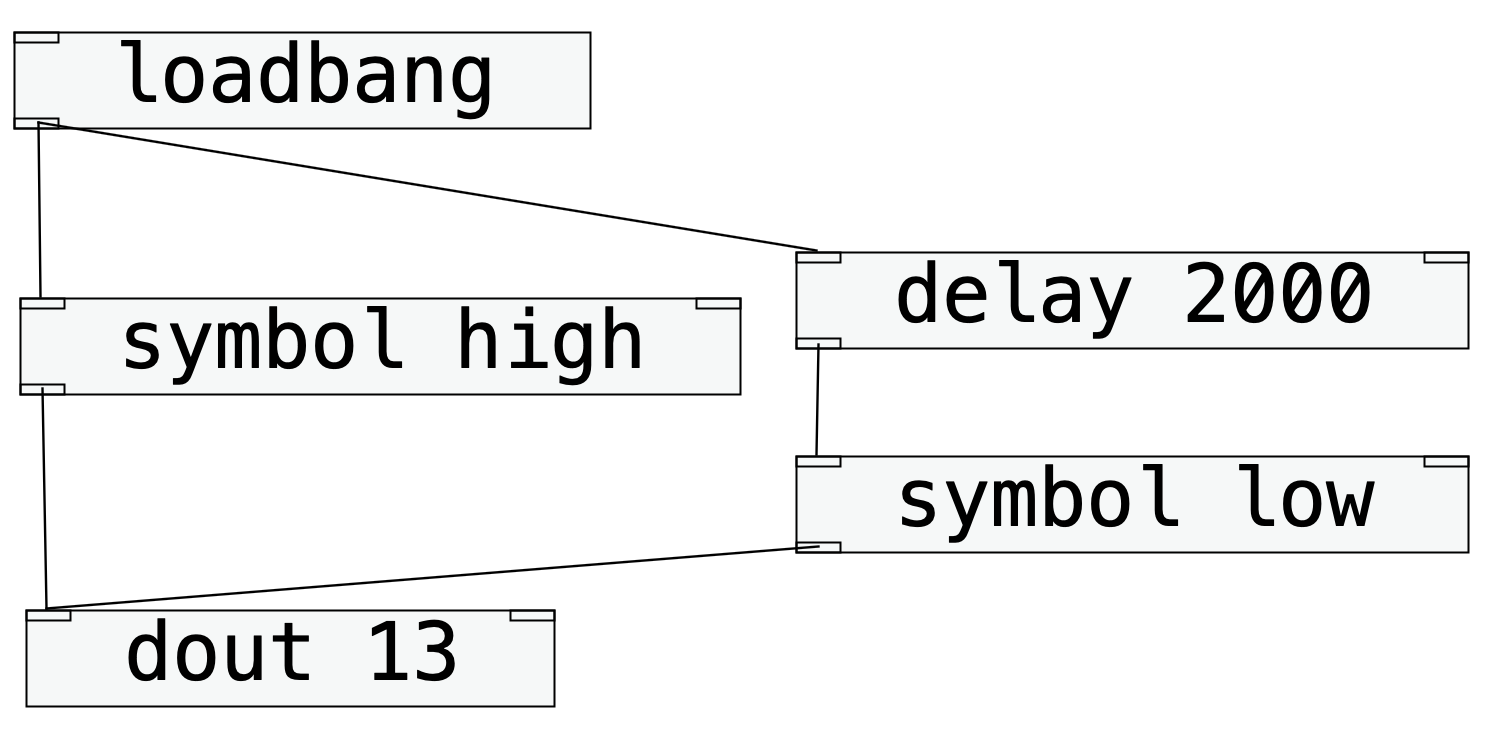 loadbang
delay 2000
symbol high
symbol low
dout 13